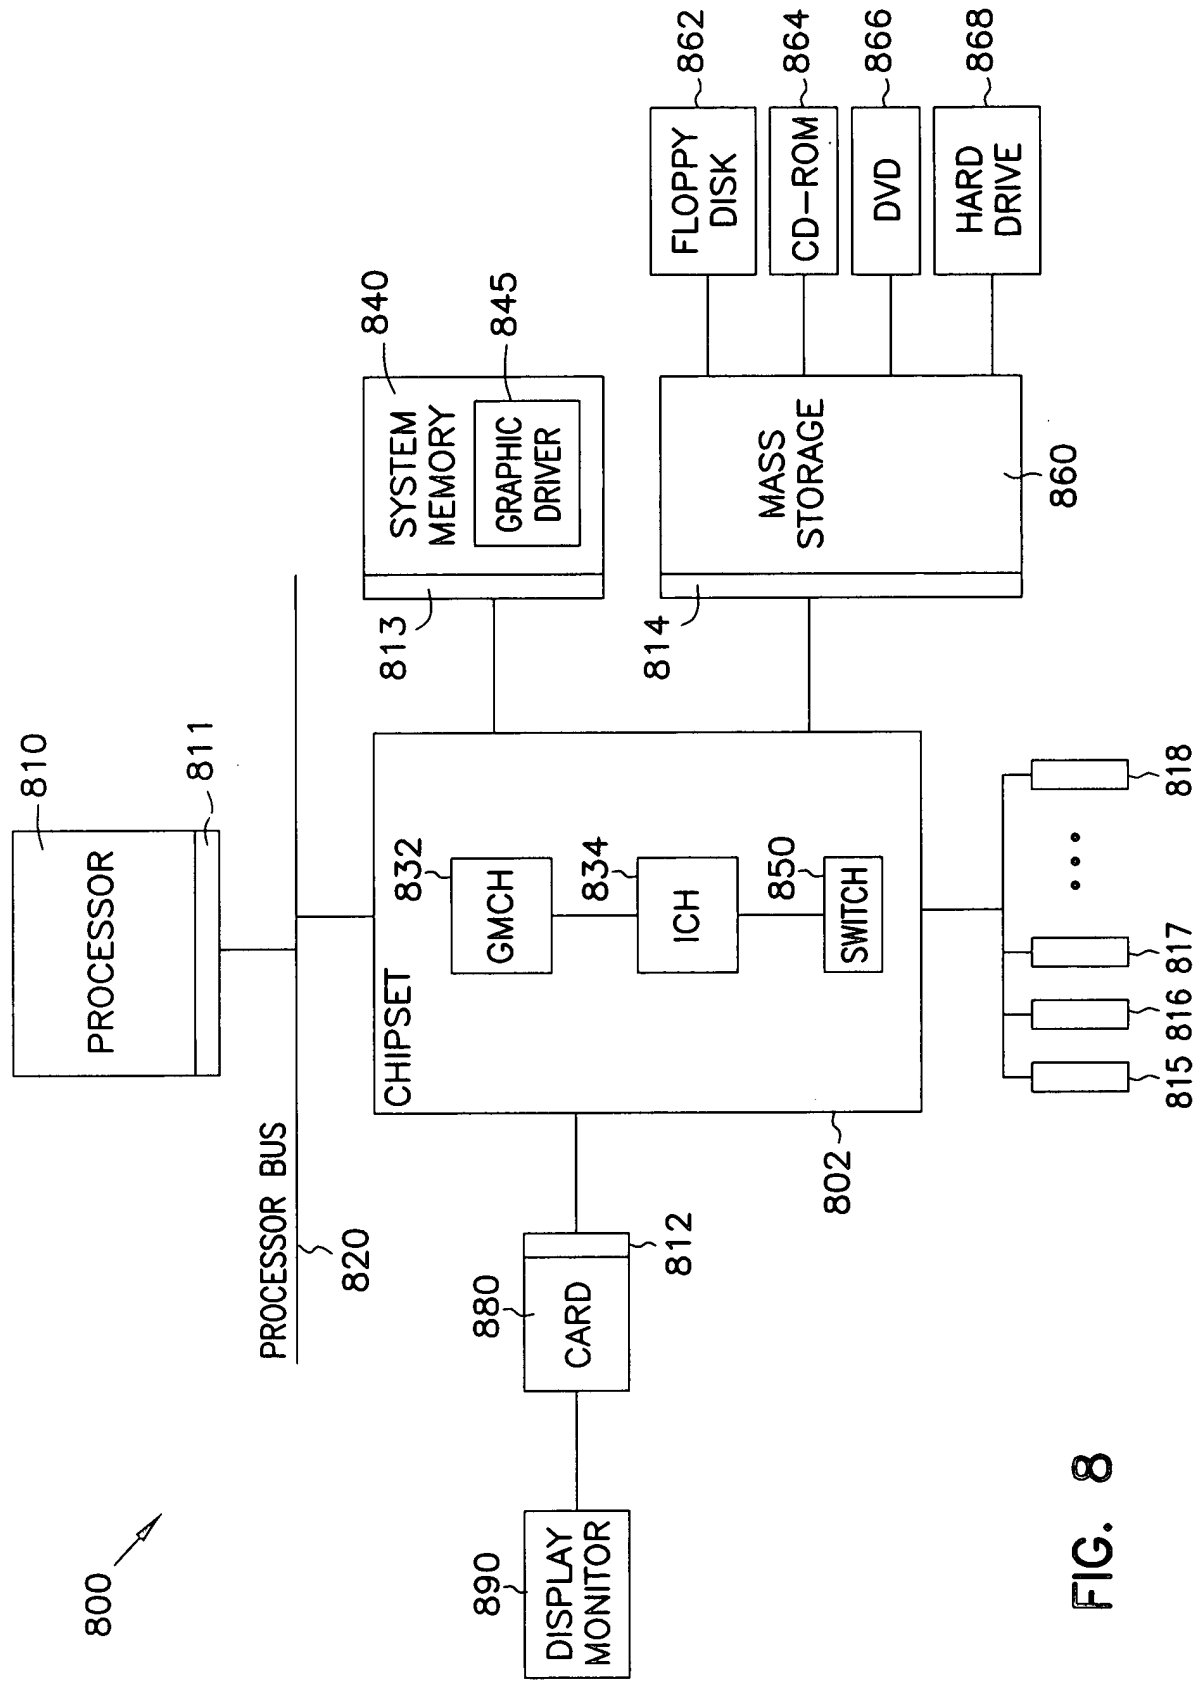 800
PROCESSOR
810
811
PROCESSOR BUS
820
CHIPSET
802
GMCH
832
ICH
834
SWITCH
850
SYSTEM
MEMORY
840
GRAPHIC
DRIVER
845
813
MASS
STORAGE
860
814
FLOPPY
DISK
862
CD-ROM
864
DVD
866
HARD
DRIVE
868
DISPLAY
MONITOR
890
CARD
880
812
815
816
817
818
FIG. 8